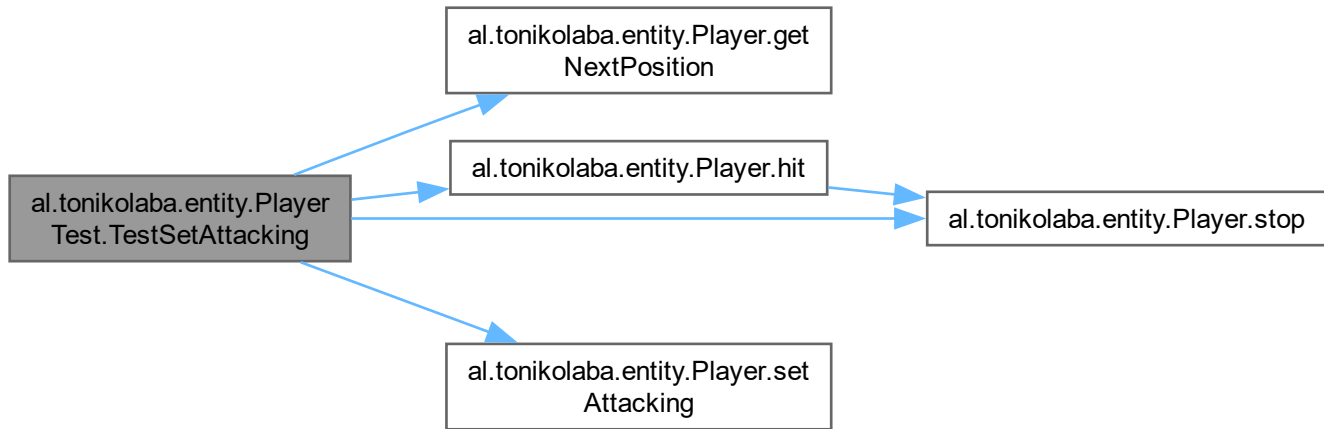 al.tonikolaba.entity.Player.get
NextPosition
al.tonikolaba.entity.Player.hit
al.tonikolaba.entity.Player
Test.TestSetAttacking
al.tonikolaba.entity.Player.stop
al.tonikolaba.entity.Player.set
Attacking